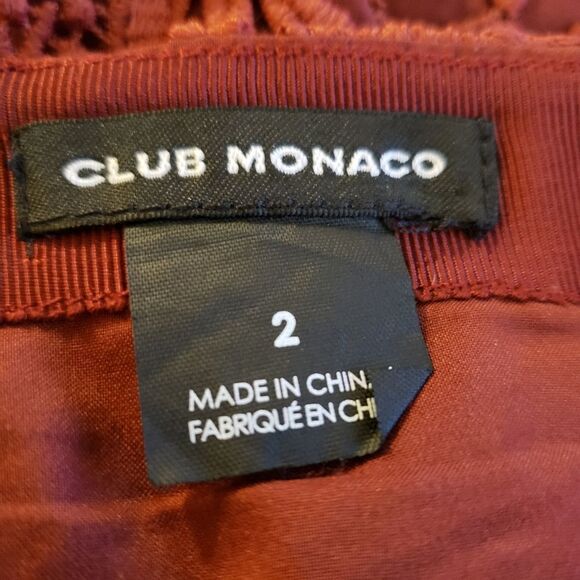 CLUB MONACO
2
MADE IN CHIN
FABRIQUÉ EN CHI